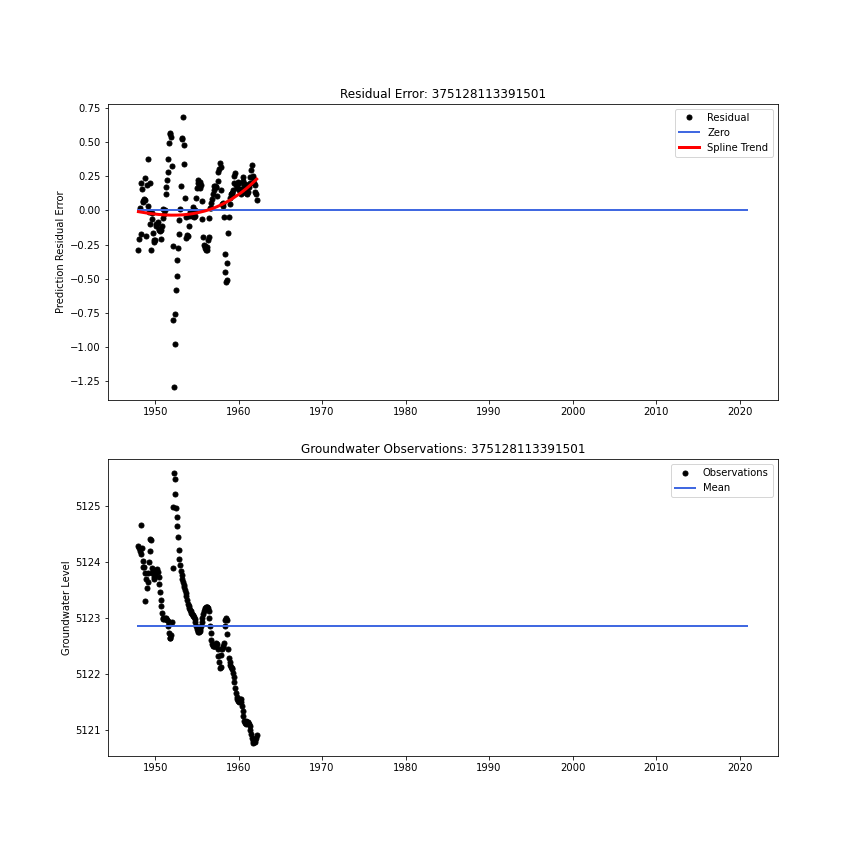 Residual Error: 375128113391501
Prediction Residual Error
0.75
0.50
0.25
0.00
−0.25
−0.50
−0.75
−1.00
−1.25
Residual
Zero
Spline Trend
1950 1960 1970 1980 1990 2000 2010 2020
Groundwater Observations: 375128113391501
Groundwater Level
5125
5124
5123
5122
5121
Observations
Mean
1950 1960 1970 1980 1990 2000 2010 2020